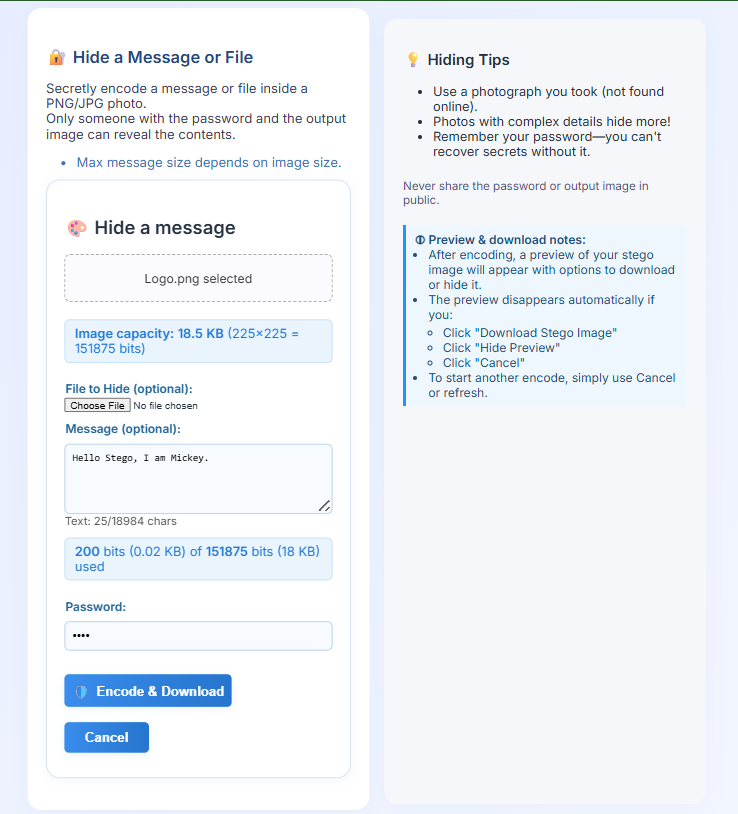 Hide a Message or File
Secretly encode a message or file inside a
PNG/JPG photo.
Only someone with the password and the output
image can reveal the contents.
• Max message size depends on image size.
Hide a message
Logo.png selected
Image capacity: 18.5 KB (225×225 =
151875 bits)
File to Hide (optional):
Choose File No file chosen
Message (optional):
Hello Stego, I am Mickey.
Text: 25/18984 chars
200 bits (0.02 KB) of 151875 bits (18 KB)
used
Password:
••••
Encode & Download
Cancel
Hiding Tips
• Use a photograph you took (not found
online).
• Photos with complex details hide more!
• Remember your password—you can't
recover secrets without it.
Never share the password or output image in
public.
Preview & download notes:
• After encoding, a preview of your stego
image will appear with options to download
or hide it.
• The preview disappears automatically if
you:
◦ Click "Download Stego Image"
◦ Click "Hide Preview"
◦ Click "Cancel"
• To start another encode, simply use Cancel
or refresh.